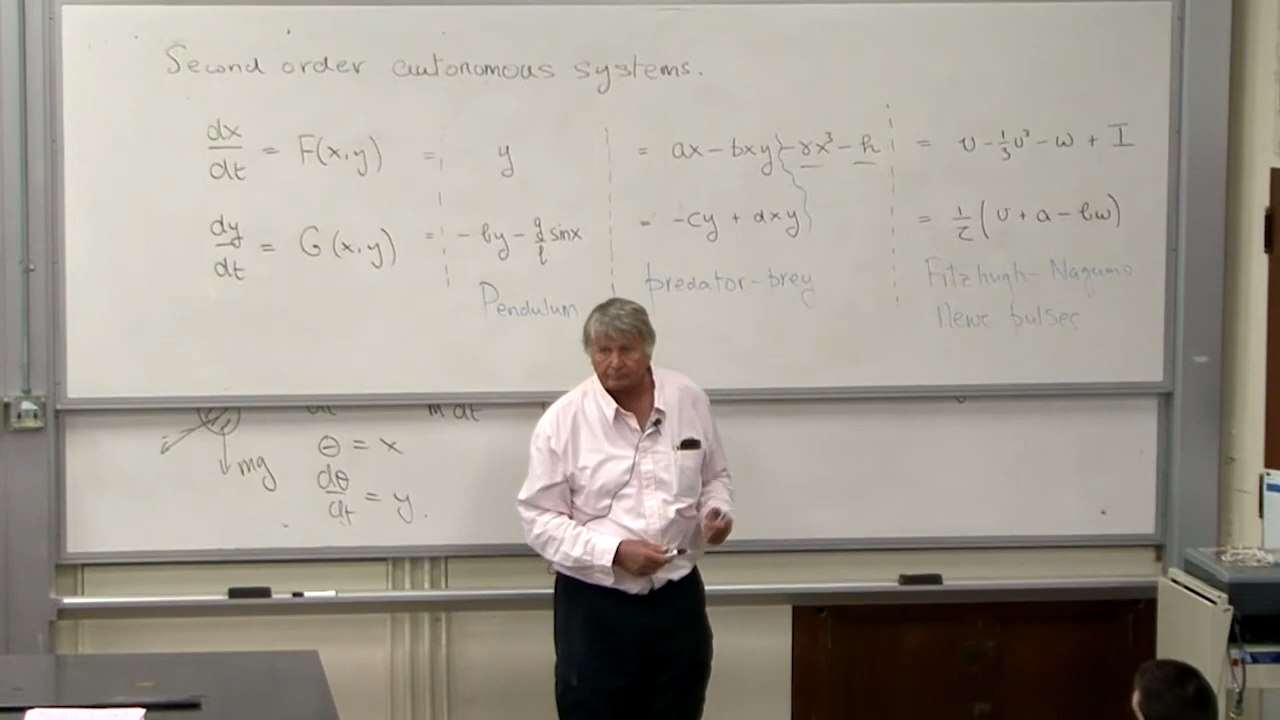 Second order autonomous systems.
dx/dt = F(x,y) = y = ax - bxy - γx³ - h = v - ⅓v³ - w + I
dy/dt = G(x,y) = - by - g/l sinx = -cy + dxy = 1/τ (v + a - bw)
Pendulum predator-prey Fitzhugh-Nagumo
nerve pulses
mg
m dt
θ = x
dθ/dt = y.